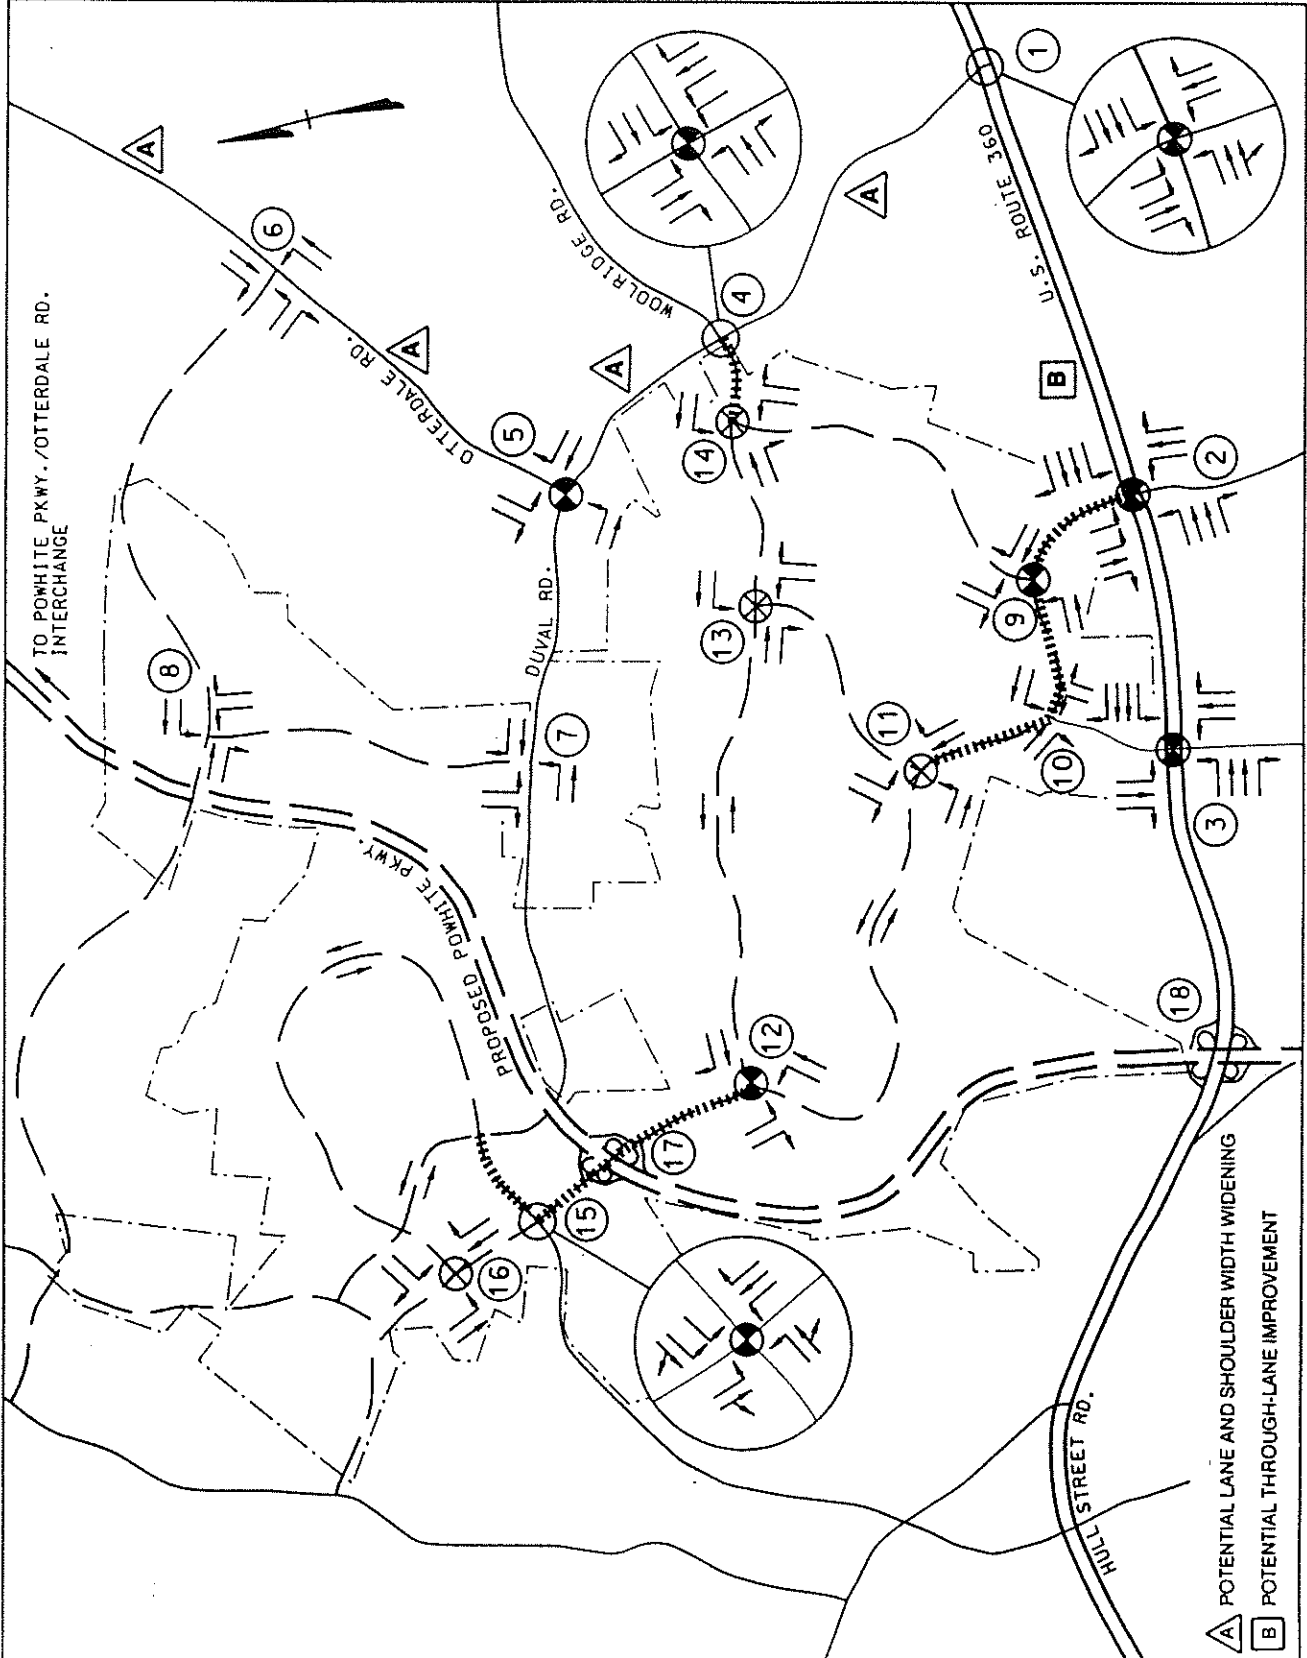 TO POWHITE PKWY./OTTERDALE RD.
INTERCHANGE
A
6
OTTERDALE RD.
A
WOOLRIDGE RD.
A
4
A
1
U.S. ROUTE 360
B
2
5
14
DUVAL RD.
8
7
13
9
11
10
3
PROPOSED POWHITE PKWY.
12
17
15
16
18
HULL STREET RD.
A POTENTIAL LANE AND SHOULDER WIDTH WIDENING
B POTENTIAL THROUGH-LANE IMPROVEMENT